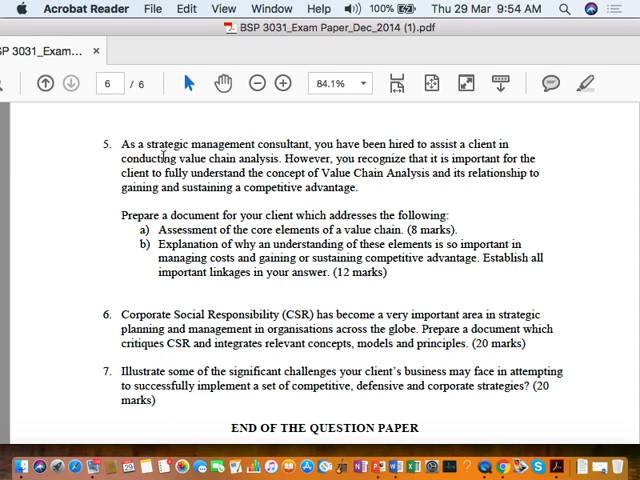 Acrobat Reader File Edit View Window Help 100% Thu 29 Mar 9:54 AM
BSP 3031_Exam Paper_Dec_2014 (1).pdf
SP 3031_Exam... ×
6 / 6 84.1%
5. As a strategic management consultant, you have been hired to assist a client in
conducting value chain analysis. However, you recognize that it is important for the
client to fully understand the concept of Value Chain Analysis and its relationship to
gaining and sustaining a competitive advantage.
Prepare a document for your client which addresses the following:
a) Assessment of the core elements of a value chain. (8 marks).
b) Explanation of why an understanding of these elements is so important in
managing costs and gaining or sustaining competitive advantage. Establish all
important linkages in your answer. (12 marks)
6. Corporate Social Responsibility (CSR) has become a very important area in strategic
planning and management in organisations across the globe. Prepare a document which
critiques CSR and integrates relevant concepts, models and principles. (20 marks)
7. Illustrate some of the significant challenges your client's business may face in attempting
to successfully implement a set of competitive, defensive and corporate strategies? (20
marks)
END OF THE QUESTION PAPER